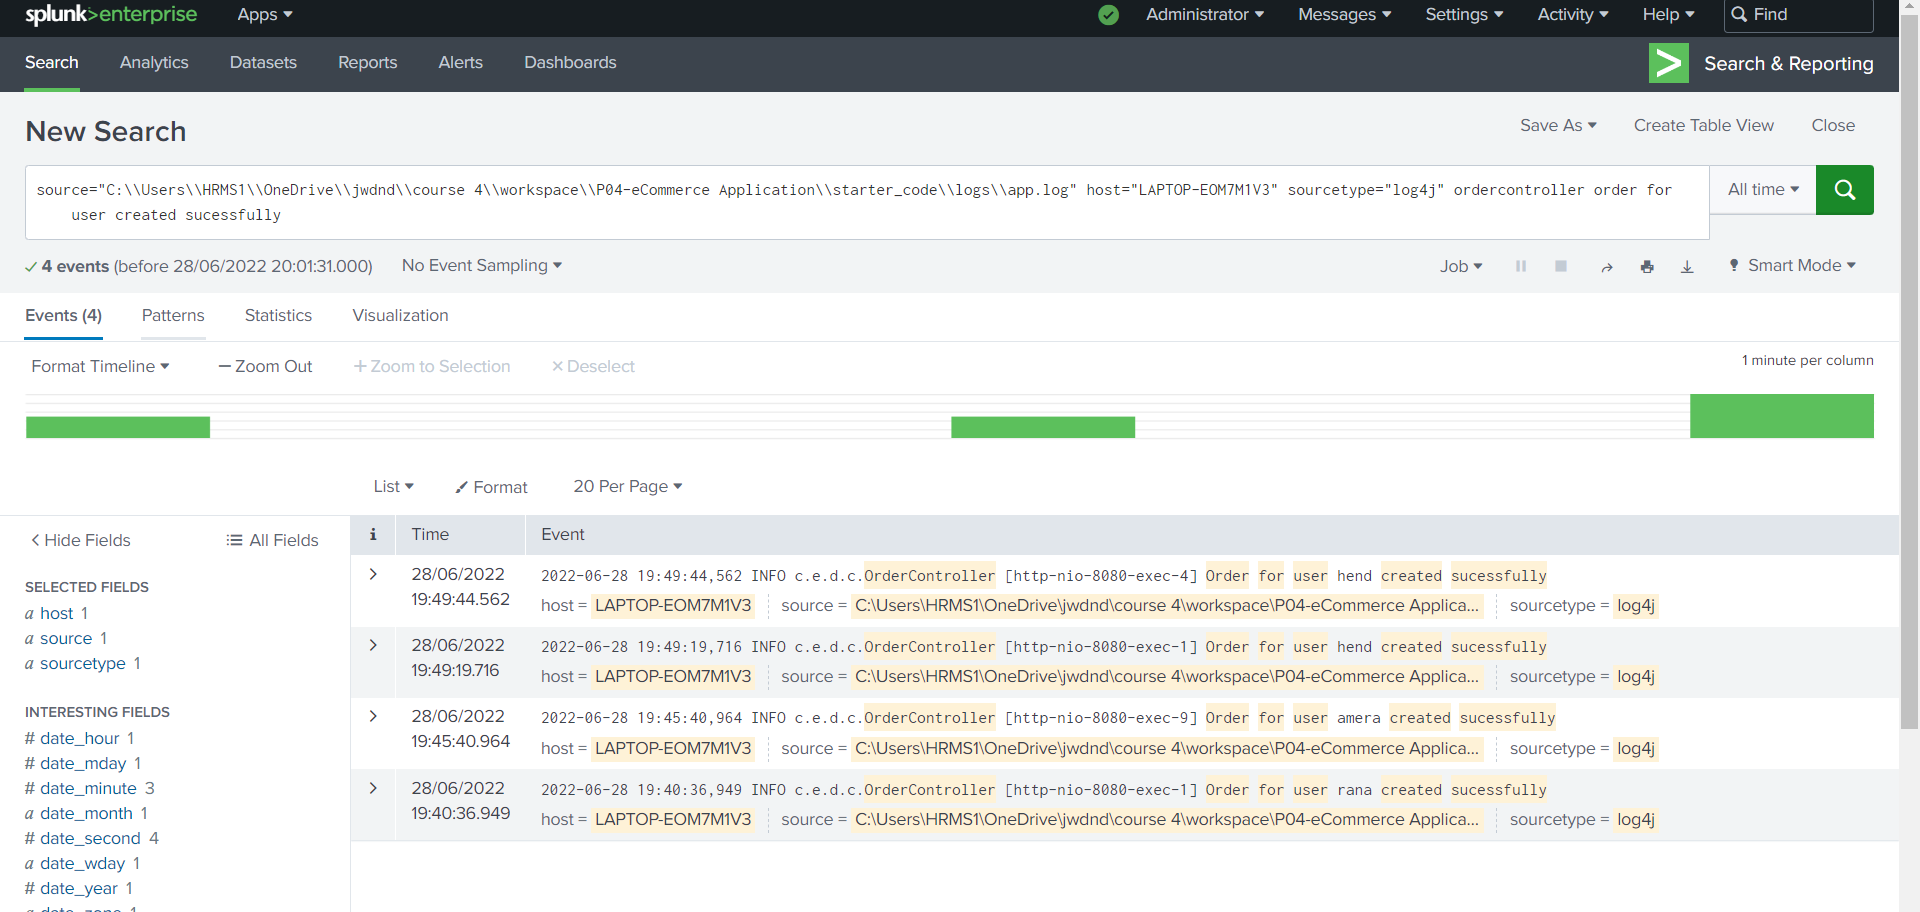 splunk>enterprise Apps Administrator Messages Settings Activity Help Find
Search Analytics Datasets Reports Alerts Dashboards > Search & Reporting
New Search Save As Create Table View Close
source="C:\\Users\\HRMS1\\OneDrive\\jwdnd\\course 4\\workspace\\P04-eCommerce Application\\starter_code\\logs\\app.log" host="LAPTOP-EOM7M1V3" sourcetype="log4j" ordercontroller order for
user created sucessfully
All time
4 events (before 28/06/2022 20:01:31.000) No Event Sampling Job Smart Mode
Events (4) Patterns Statistics Visualization
Format Timeline — Zoom Out + Zoom to Selection × Deselect 1 minute per column
List Format 20 Per Page
< Hide Fields All Fields
SELECTED FIELDS
a host 1
a source 1
a sourcetype 1
INTERESTING FIELDS
# date_hour 1
# date_mday 1
# date_minute 3
a date_month 1
# date_second 4
a date_wday 1
# date_year 1
a date_zone 1
i Time Event
> 28/06/2022 19:49:44.562
2022-06-28 19:49:44,562 INFO c.e.d.c.OrderController [http-nio-8080-exec-4] Order for user hend created sucessfully
host = LAPTOP-EOM7M1V3 source = C:\Users\HRMS1\OneDrive\jwdnd\course 4\workspace\P04-eCommerce Applica... sourcetype = log4j
> 28/06/2022 19:49:19.716
2022-06-28 19:49:19,716 INFO c.e.d.c.OrderController [http-nio-8080-exec-1] Order for user hend created sucessfully
host = LAPTOP-EOM7M1V3 source = C:\Users\HRMS1\OneDrive\jwdnd\course 4\workspace\P04-eCommerce Applica... sourcetype = log4j
> 28/06/2022 19:45:40.964
2022-06-28 19:45:40,964 INFO c.e.d.c.OrderController [http-nio-8080-exec-9] Order for user amera created sucessfully
host = LAPTOP-EOM7M1V3 source = C:\Users\HRMS1\OneDrive\jwdnd\course 4\workspace\P04-eCommerce Applica... sourcetype = log4j
> 28/06/2022 19:40:36.949
2022-06-28 19:40:36,949 INFO c.e.d.c.OrderController [http-nio-8080-exec-1] Order for user rana created sucessfully
host = LAPTOP-EOM7M1V3 source = C:\Users\HRMS1\OneDrive\jwdnd\course 4\workspace\P04-eCommerce Applica... sourcetype = log4j